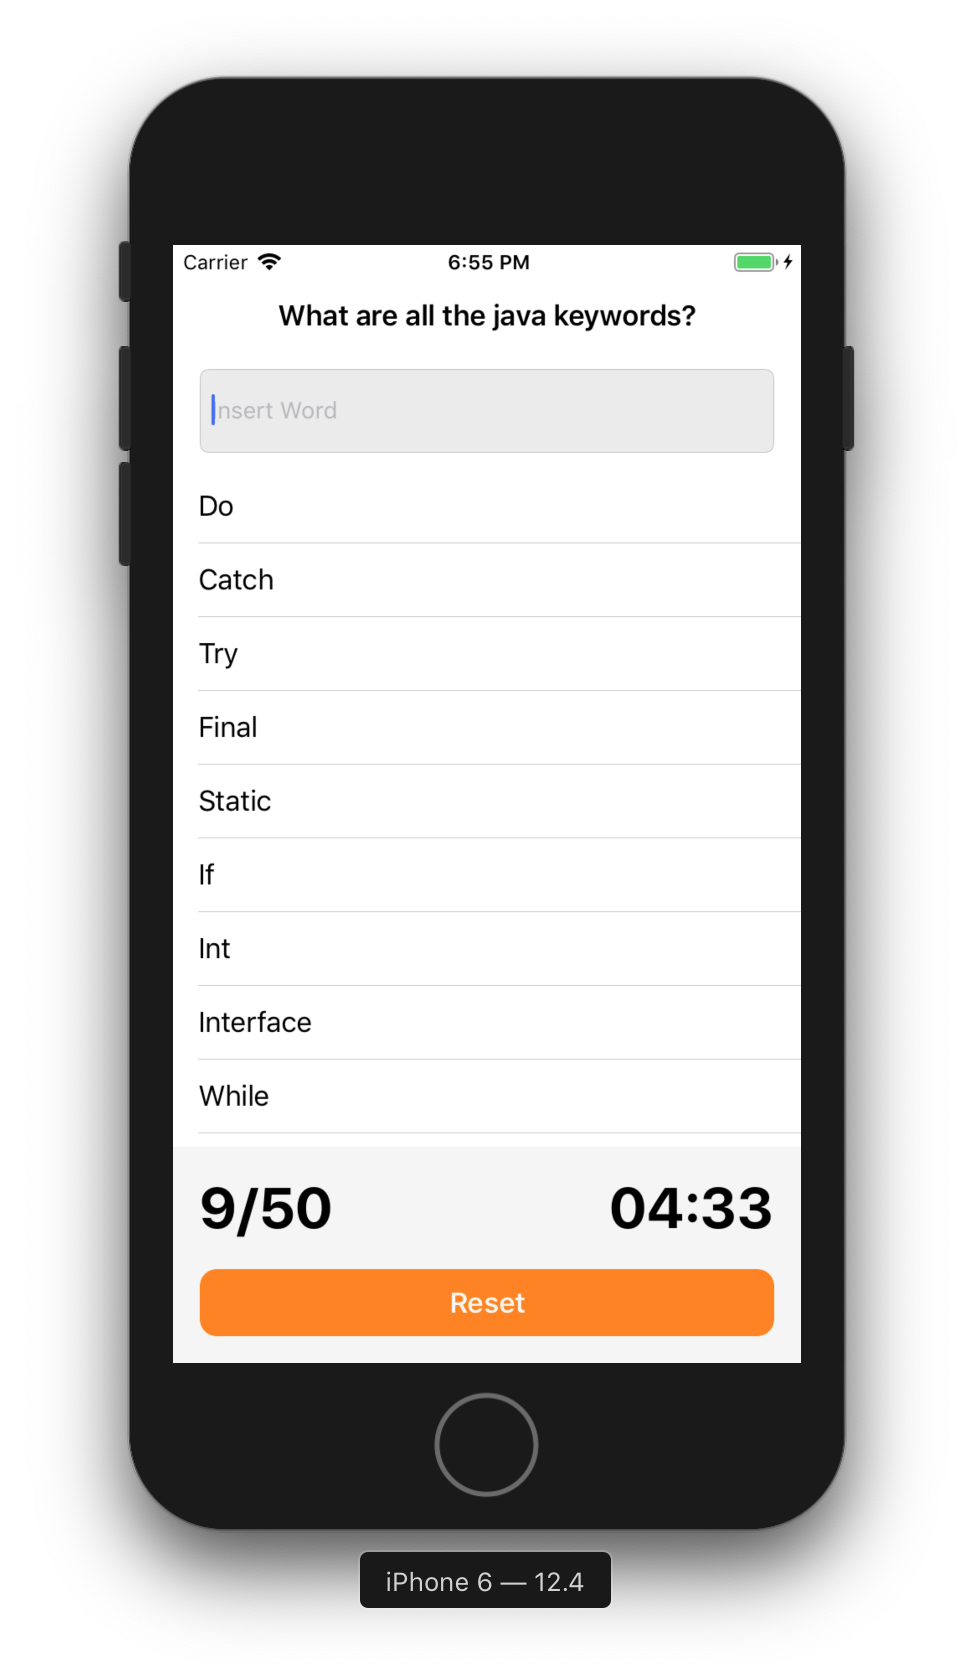 Carrier 6:55 PM
What are all the java keywords?
Insert Word
Do
Catch
Try
Final
Static
If
Int
Interface
While
9/50 04:33
Reset
iPhone 6 — 12.4